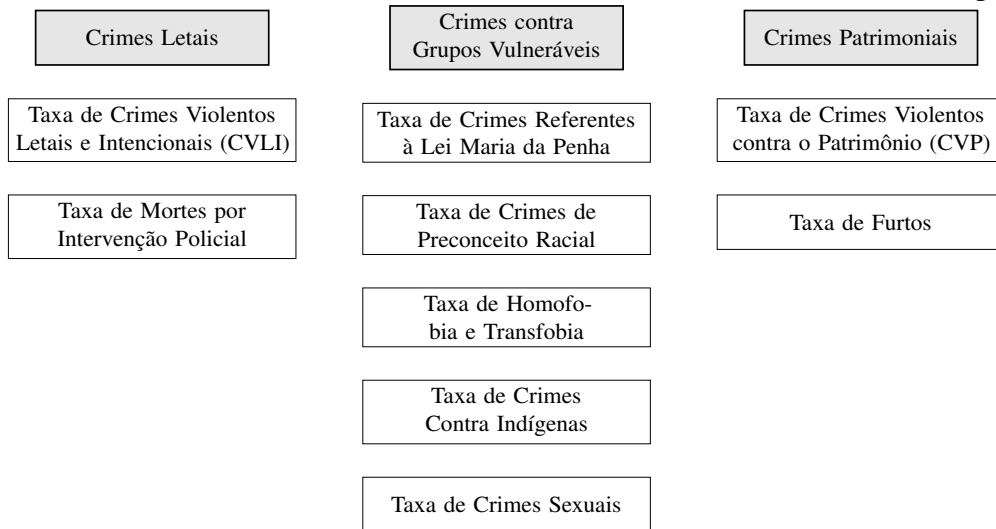 Crimes Letais
Taxa de Crimes Violentos
Letais e Intencionais (CVLI)
Taxa de Mortes por
Intervenção Policial
Crimes contra
Grupos Vulneráveis
Taxa de Crimes Referentes
à Lei Maria da Penha
Taxa de Crimes de
Preconceito Racial
Taxa de Homofo-
bia e Transfobia
Taxa de Crimes
Contra Indígenas
Taxa de Crimes Sexuais
Crimes Patrimoniais
Taxa de Crimes Violentos
contra o Patrimônio (CVP)
Taxa de Furtos